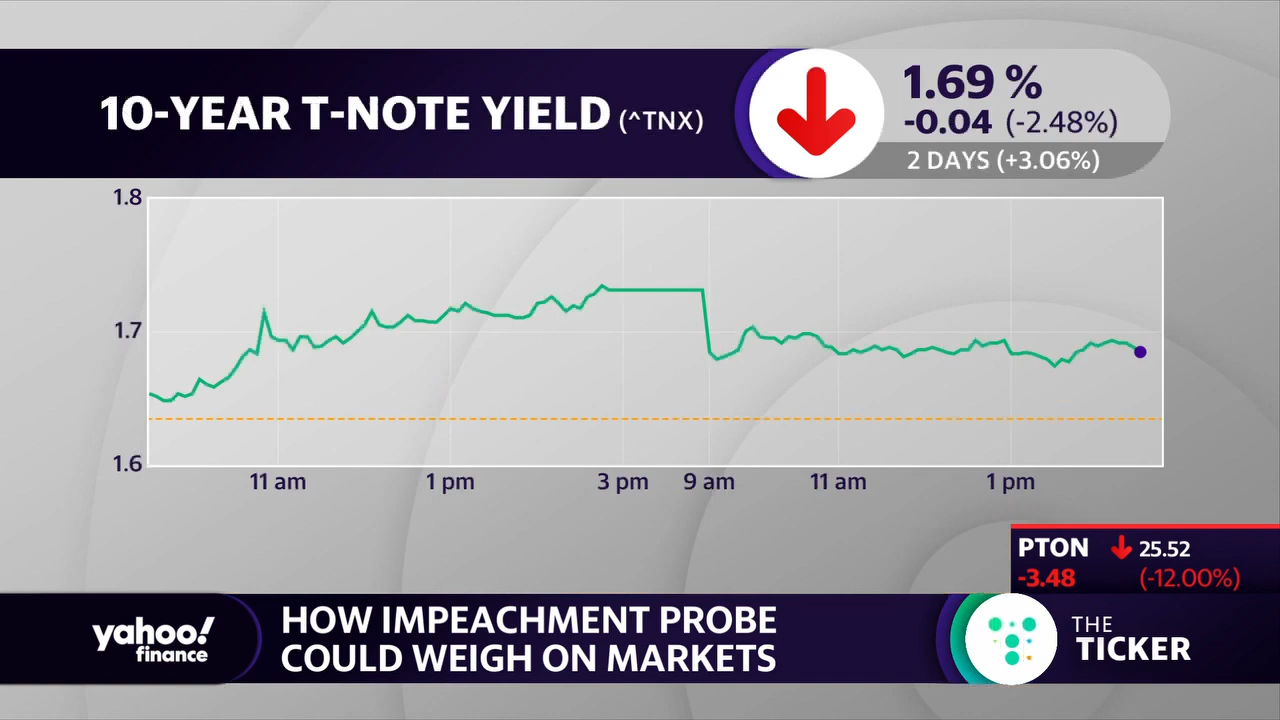 10-YEAR T-NOTE YIELD (^TNX)
1.69 %
-0.04 (-2.48%)
2 DAYS (+3.06%)
1.8
1.7
1.6
11 am 1 pm 3 pm 9 am 11 am 1 pm
PTON 25.52
-3.48 (-12.00%)
yahoo!
finance
HOW IMPEACHMENT PROBE
COULD WEIGH ON MARKETS
THE
TICKER